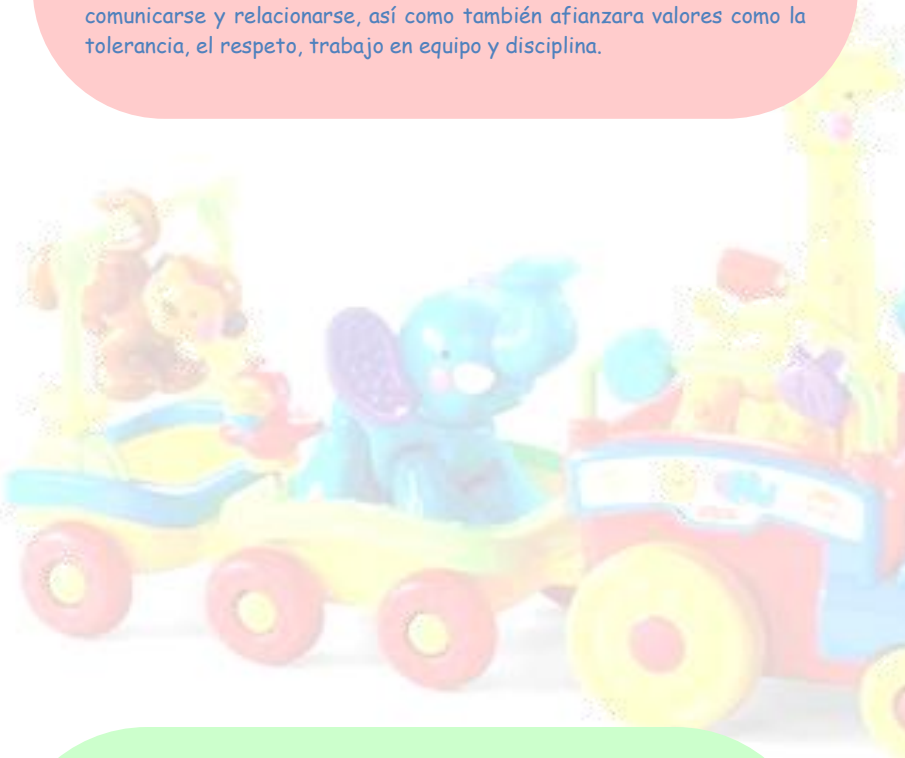 comunicarse y relacionarse, así como también afianzara valores como la
tolerancia, el respeto, trabajo en equipo y disciplina.